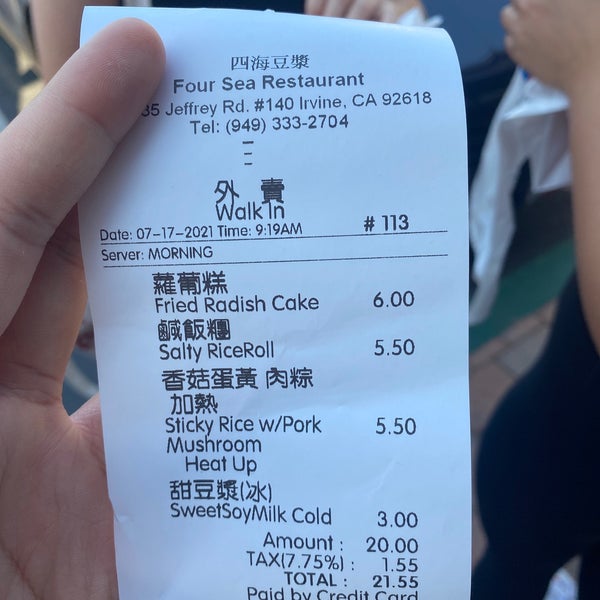 四海豆漿
Four Sea Restaurant
35 Jeffrey Rd. #140 Irvine, CA 92618
Tel: (949) 333-2704
外 賣
Walk In
Date: 07-17-2021 Time: 9:19AM # 113
Server: MORNING
蘿蔔糕
Fried Radish Cake 6.00
鹹飯糰
Salty RiceRoll 5.50
香菇蛋黃 肉粽
加熱
Sticky Rice w/Pork 5.50
Mushroom
Heat Up
甜豆漿(冰)
SweetSoyMilk Cold 3.00
Amount : 20.00
TAX(7.75%) : 1.55
TOTAL : 21.55
Paid by Credit Card